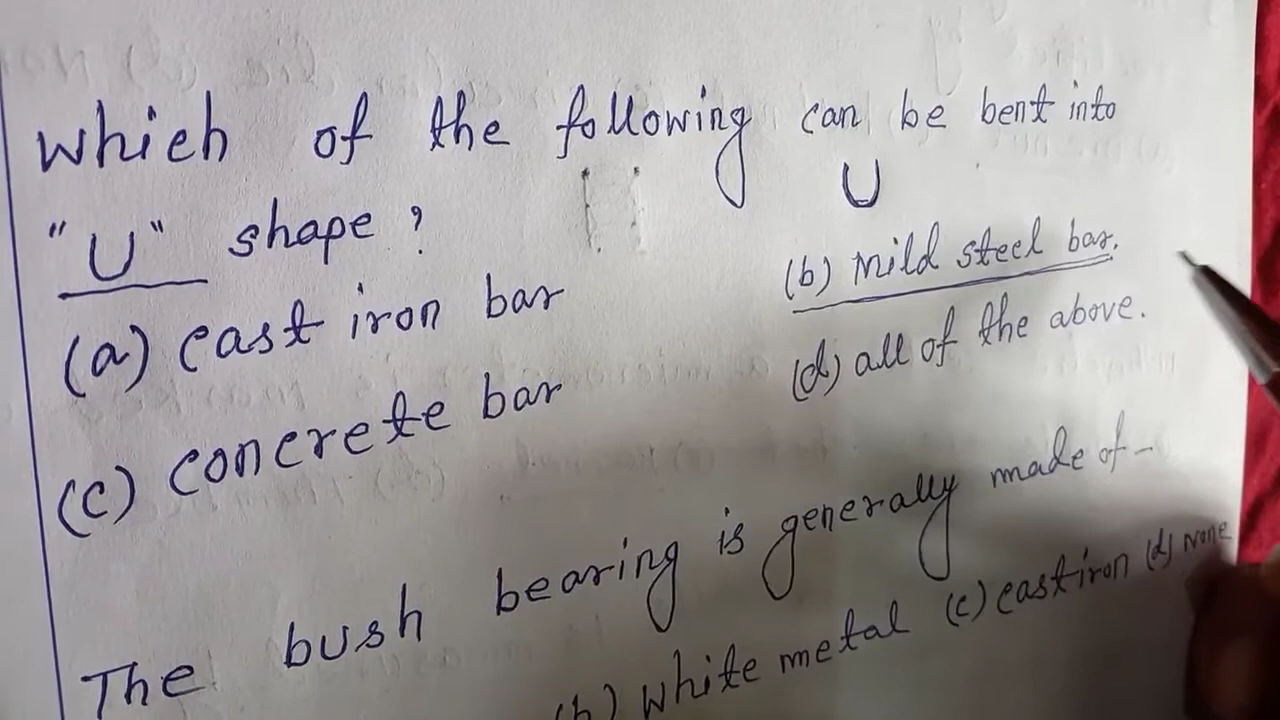 which of the following can be bent into
"U" shape ? U
(a) cast iron bar (b) mild steel bar.
(c) concrete bar (d) all of the above.
The bush bearing is generally made of -
(b) white metal (c) cast iron (d) None